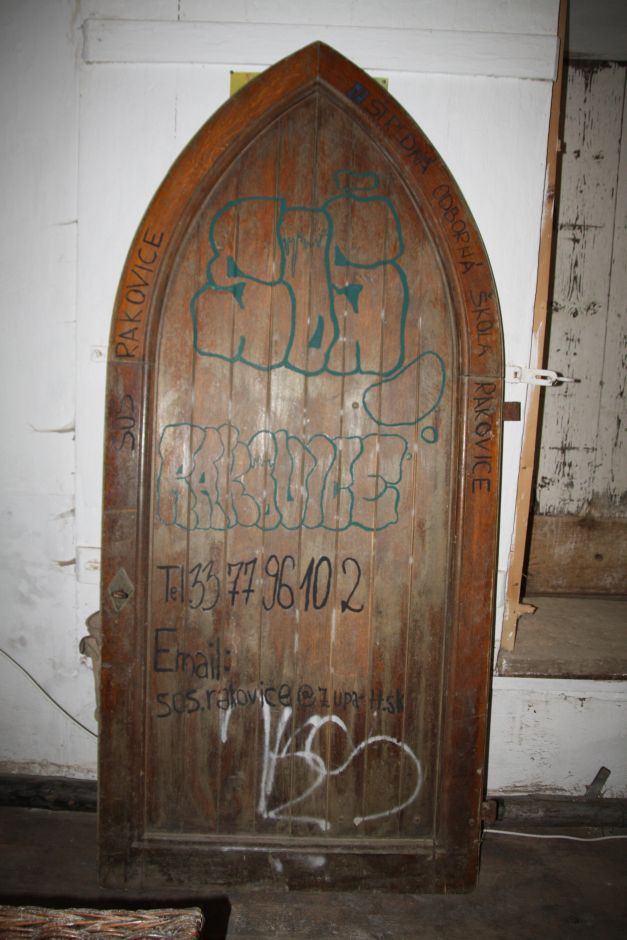 SOŠ RAKOVICE
STREDNÁ ODBORNÁ ŠKOLA RAKOVICE
SOŠ
RAKOVICE
Tel 33 77 96 10 2
Email:
sos.rakovice@zupa-tt.sk